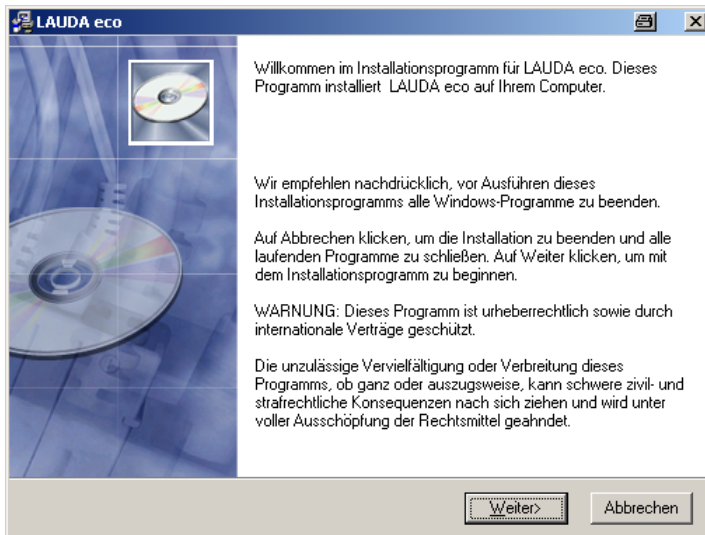 LAUDA eco
Willkommen im Installationsprogramm für LAUDA eco. Dieses
Programm installiert LAUDA eco auf Ihrem Computer.
Wir empfehlen nachdrücklich, vor Ausführen dieses
Installationsprogramms alle Windows-Programme zu beenden.
Auf Abbrechen klicken, um die Installation zu beenden und alle
laufenden Programme zu schließen. Auf Weiter klicken, um mit
dem Installationsprogramm zu beginnen.
WARNUNG: Dieses Programm ist urheberrechtlich sowie durch
internationale Verträge geschützt.
Die unzulässige Vervielfältigung oder Verbreitung dieses
Programms, ob ganz oder auszugsweise, kann schwere zivil- und
strafrechtliche Konsequenzen nach sich ziehen und wird unter
voller Ausschöpfung der Rechtsmittel geahndet.
Weiter>
Abbrechen